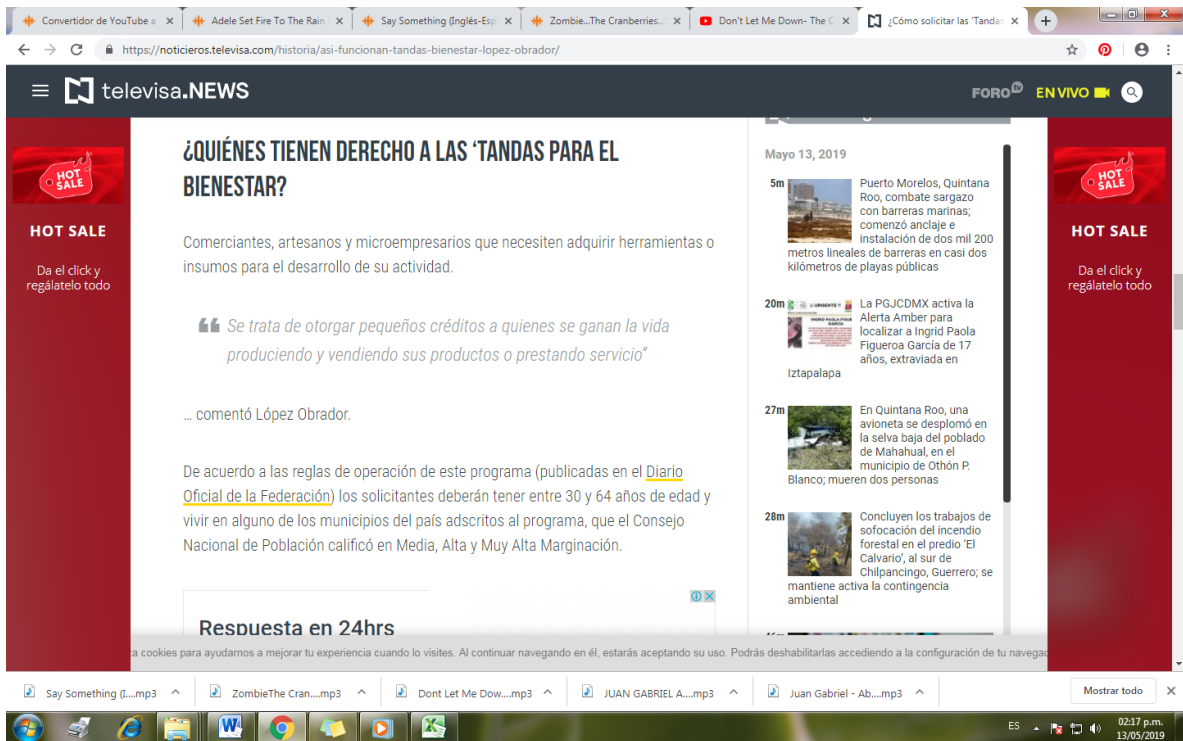 Convertidor de YouTube a
Adele Set Fire To The Rain
Say Something (Inglés-Esp
Zombie...The Cranberries...
Don't Let Me Down- The C
¿Cómo solicitar las 'Tandas
https://noticieros.televisa.com/historia/asi-funcionan-tandas-bienestar-lopez-obrador/
televisa.NEWS
FOROtv
EN VIVO
HOT SALE
HOT SALE
Da el click y
regálatelo todo
¿QUIÉNES TIENEN DERECHO A LAS ‘TANDAS PARA EL
BIENESTAR?
Comerciantes, artesanos y microempresarios que necesiten adquirir herramientas o
insumos para el desarrollo de su actividad.
Se trata de otorgar pequeños créditos a quienes se ganan la vida
produciendo y vendiendo sus productos o prestando servicio”
… comentó López Obrador.
De acuerdo a las reglas de operación de este programa (publicadas en el Diario
Oficial de la Federación) los solicitantes deberán tener entre 30 y 64 años de edad y
vivir en alguno de los municipios del país adscritos al programa, que el Consejo
Nacional de Población calificó en Media, Alta y Muy Alta Marginación.
Respuesta en 24hrs
Mayo 13, 2019
5m
Puerto Morelos, Quintana
Roo, combate sargazo
con barreras marinas;
comenzó anclaje e
instalación de dos mil 200
metros lineales de barreras en casi dos
kilómetros de playas públicas
20m
La PGJCDMX activa la
Alerta Amber para
localizar a Ingrid Paola
Figueroa García de 17
años, extraviada en
Iztapalapa
27m
En Quintana Roo, una
avioneta se desplomó en
la selva baja del poblado
de Mahahual, en el
municipio de Othón P.
Blanco; mueren dos personas
28m
Concluyen los trabajos de
sofocación del incendio
forestal en el predio ‘El
Calvario’, al sur de
Chilpancingo, Guerrero; se
mantiene activa la contingencia
ambiental
HOT SALE
HOT SALE
Da el click y
regálatelo todo
cookies para ayudarnos a mejorar tu experiencia cuando lo visites. Al continuar navegando en él, estarás aceptando su uso. Podrás deshabilitarlas accediendo a la configuración de tu
Say Something (I....mp3
ZombieThe Cran....mp3
Dont Let Me Dow....mp3
JUAN GABRIEL A....mp3
Juan Gabriel - Ab....mp3
Mostrar todo
ES
02:17 p.m.
13/05/2019